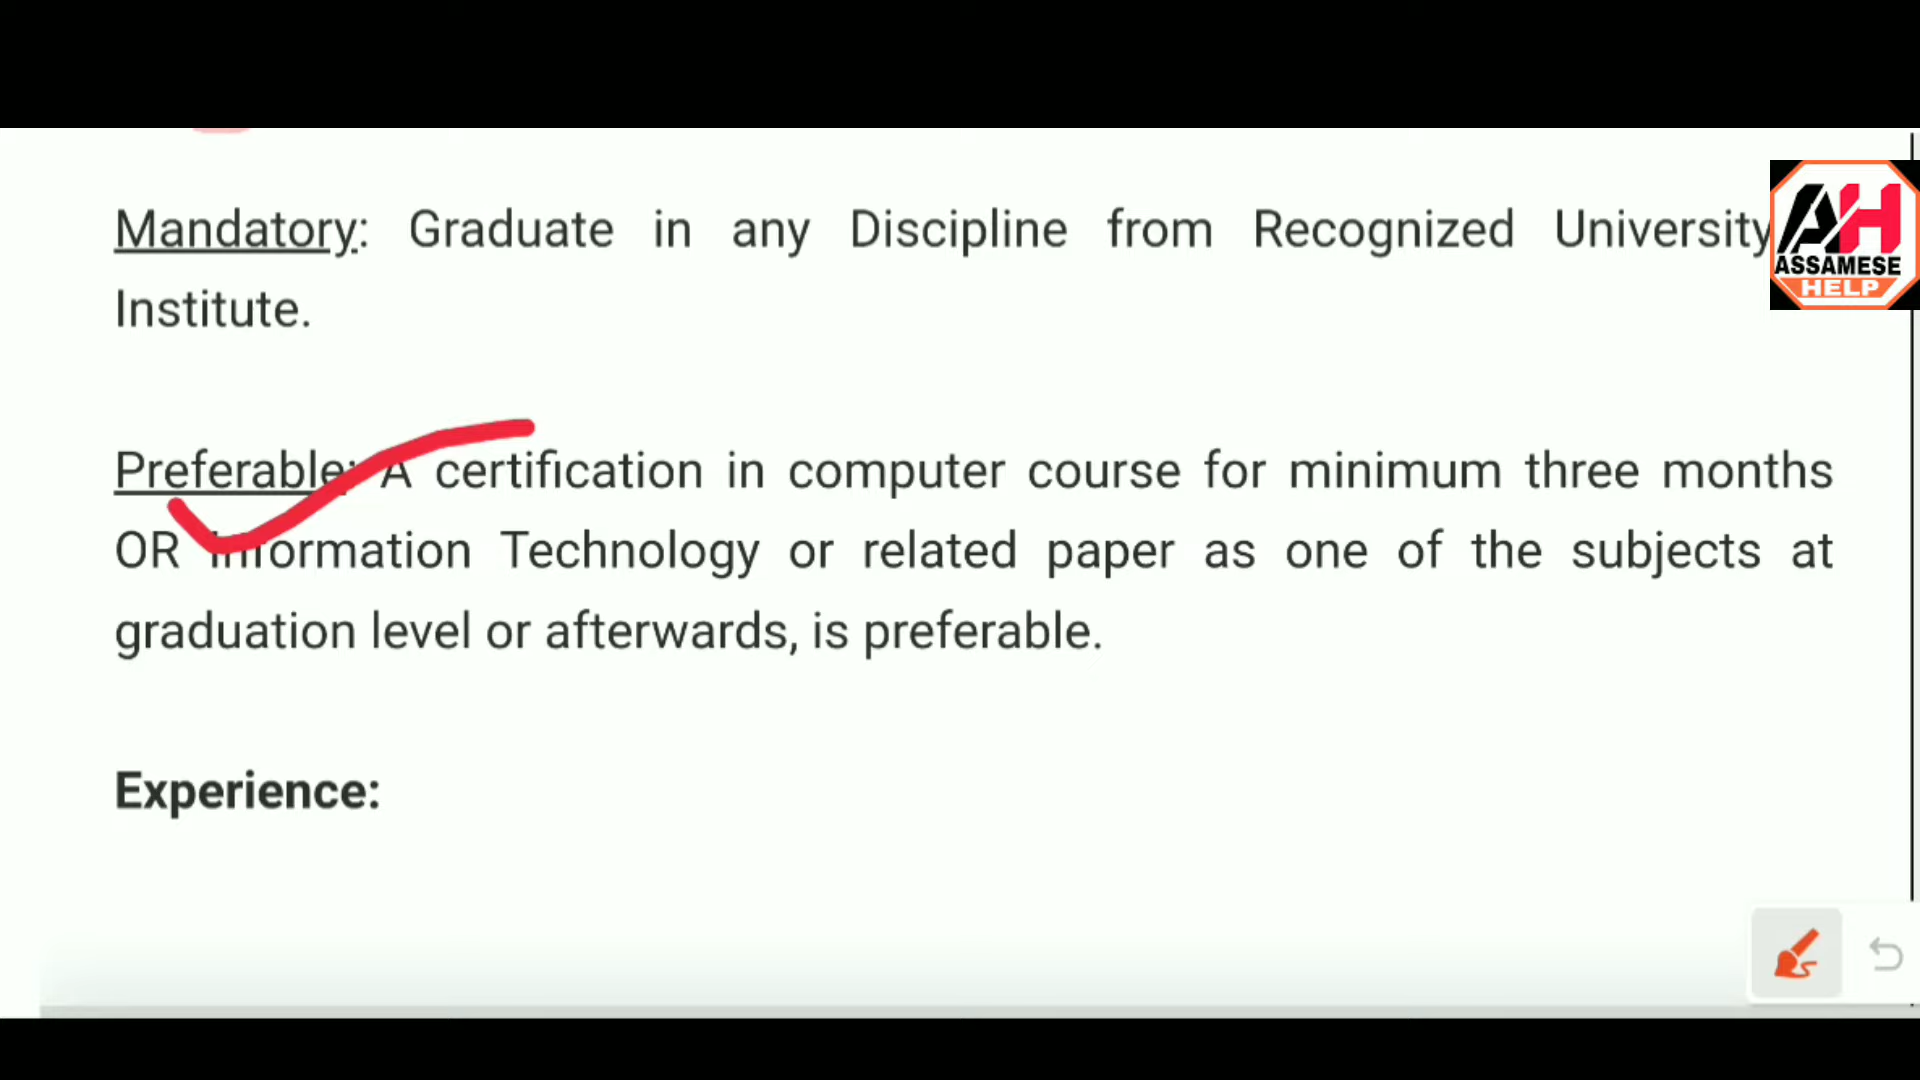 Mandatory: Graduate in any Discipline from Recognized University
Institute.
Preferable: A certification in computer course for minimum three months
OR Information Technology or related paper as one of the subjects at
graduation level or afterwards, is preferable.
Experience:
AH
ASSAMESE
HELP